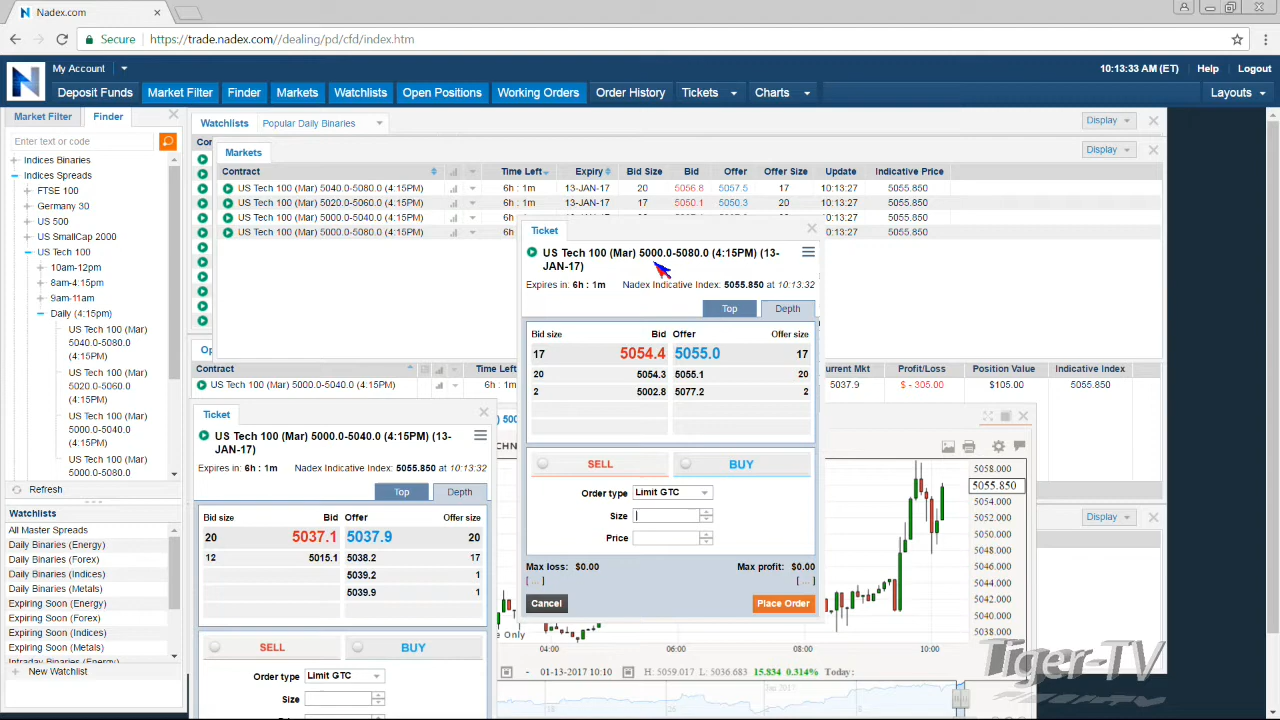 Nadex.com
Secure https://trade.nadex.com//dealing/pd/cfd/index.htm
N My Account 10:13:33 AM (ET) Help Logout
Deposit Funds Market Filter Finder Markets Watchlists Open Positions Working Orders Order History Tickets Charts Layouts
Market Filter Finder
Enter text or code
Indices Binaries
Indices Spreads
FTSE 100
Germany 30
US 500
US SmallCap 2000
US Tech 100
10am-12pm
8am-4:15pm
9am-11am
Daily (4:15pm)
US Tech 100 (Mar)
5040.0-5080.0
(4:15PM)
US Tech 100 (Mar)
5020.0-5060.0
(4:15PM)
US Tech 100 (Mar)
5000.0-5040.0
(4:15PM)
US Tech 100 (Mar)
5000.0-5080.0
Refresh
Watchlists
All Master Spreads
Daily Binaries (Energy)
Daily Binaries (Forex)
Daily Binaries (Indices)
Daily Binaries (Metals)
Expiring Soon (Energy)
Expiring Soon (Forex)
Expiring Soon (Indices)
Expiring Soon (Metals)
Intraday Binaries (Energy)
New Watchlist
Watchlists Popular Daily Binaries Display
Markets Display
Contract Time Left Expiry Bid Size Bid Offer Offer Size Update Indicative Price
US Tech 100 (Mar) 5040.0-5080.0 (4:15PM) 6h : 1m 13-JAN-17 20 5056.8 5057.5 17 10:13:27 5055.850
US Tech 100 (Mar) 5020.0-5060.0 (4:15PM) 6h : 1m 13-JAN-17 17 5050.1 5050.3 20 10:13:27 5055.850
US Tech 100 (Mar) 5000.0-5040.0 (4:15PM) 10:13:27 5055.850
US Tech 100 (Mar) 5000.0-5080.0 (4:15PM) 10:13:27 5055.850
Ticket
US Tech 100 (Mar) 5000.0-5080.0 (4:15PM) (13-
JAN-17)
Expires in: 6h : 1m Nadex Indicative Index: 5055.850 at 10:13:32
Top Depth
Bid size Bid Offer Offer size
17 5054.4 5055.0 17
20 5054.3 5055.1 20
2 5002.8 5077.2 2
SELL BUY
Order type Limit GTC
Size
Price
Max loss: $0.00 Max profit: $0.00
[ ... ] [ ... ]
Cancel Place Order
Contract Time Left Profit/Loss Position Value Indicative Index
US Tech 100 (Mar) 5000.0-5040.0 (4:15PM) 6h : 1m 5037.9 $ - 305.00 $105.00 5055.850
Ticket
US Tech 100 (Mar) 5000.0-5040.0 (4:15PM) (13-
JAN-17)
Expires in: 6h : 1m Nadex Indicative Index: 5055.850 at 10:13:32
Top Depth
Bid size Bid Offer Offer size
20 5037.1 5037.9 20
12 5015.1 5038.2 17
5039.2 1
5039.9 1
SELL BUY
Order type Limit GTC
Size
Display
5058.000
5055.850
5054.000
5052.000
5050.000
5048.000
5046.000
5044.000
5042.000
5040.000
5038.000
04:00 06:00 08:00 10:00
- 01-13-2017 10:10 H: 5059.017 L: 5036.683 15.834 0.314% Today:
Tiger-TV